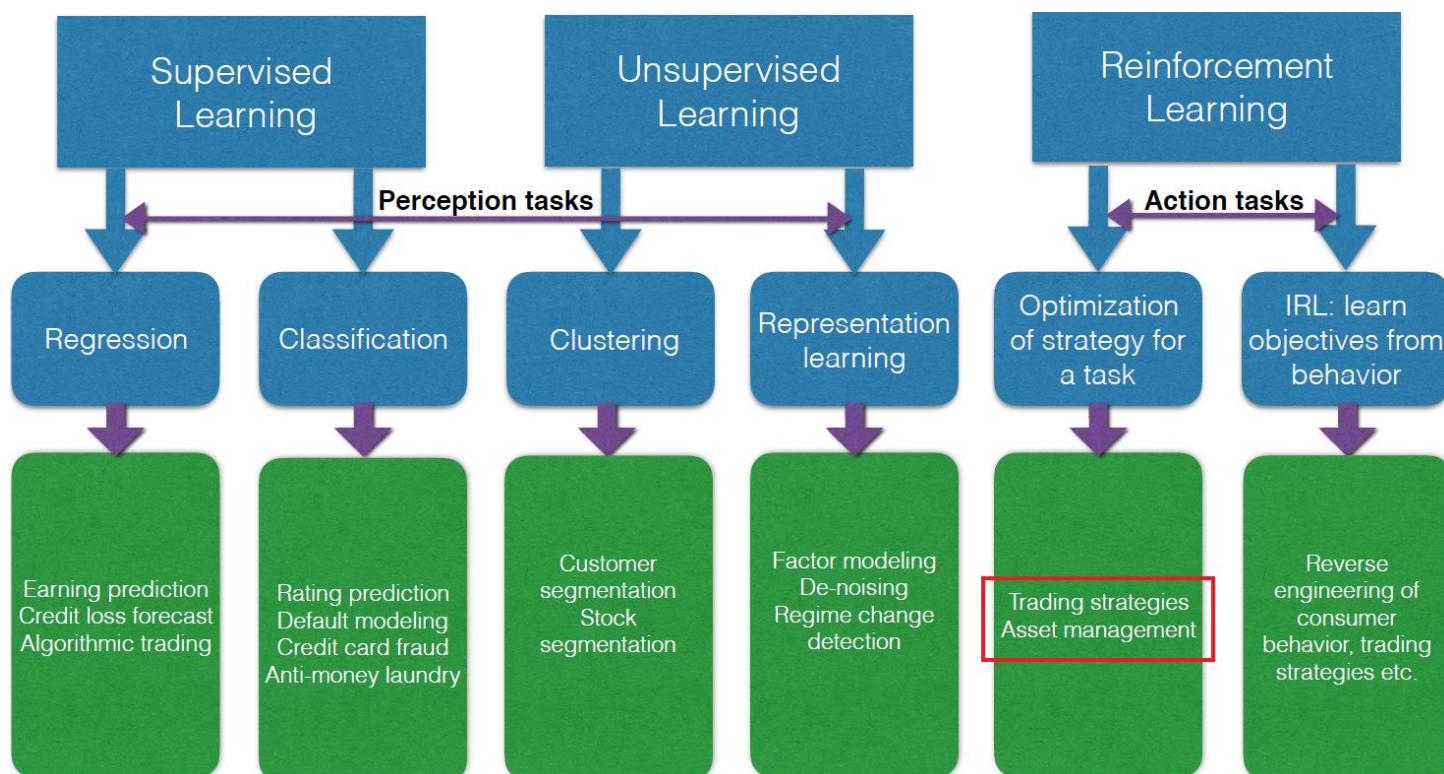 Supervised
Learning
Unsupervised
Learning
Reinforcement
Learning
Perception tasks
Action tasks
Regression
Classification
Clustering
Representation
learning
Optimization
of strategy for
a task
IRL: learn
objectives from
behavior
Earning prediction
Credit loss forecast
Algorithmic trading
Rating prediction
Default modeling
Credit card fraud
Anti-money laundry
Customer
segmentation
Stock
segmentation
Factor modeling
De-noising
Regime change
detection
Trading strategies
Asset management
Reverse
engineering of
consumer
behavior, trading
strategies etc.